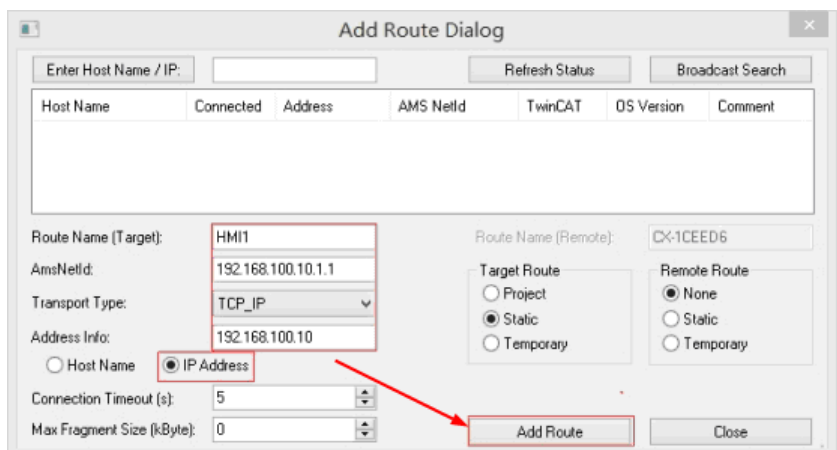 Add Route Dialog
Enter Host Name / IP: Refresh Status Broadcast Search
Host Name Connected Address AMS NetId TwinCAT OS Version Comment
Route Name (Target): HMI1 Route Name (Remote): CX-1CEED6
AmsNetId: 192.168.100.10.1.1 Target Route Remote Route
Project None
Transport Type: TCP_IP Static Static
Address Info: 192.168.100.10 Temporary Temporary
Host Name IP Address
Connection Timeout (s): 5
Max Fragment Size (kByte): 0 Add Route Close